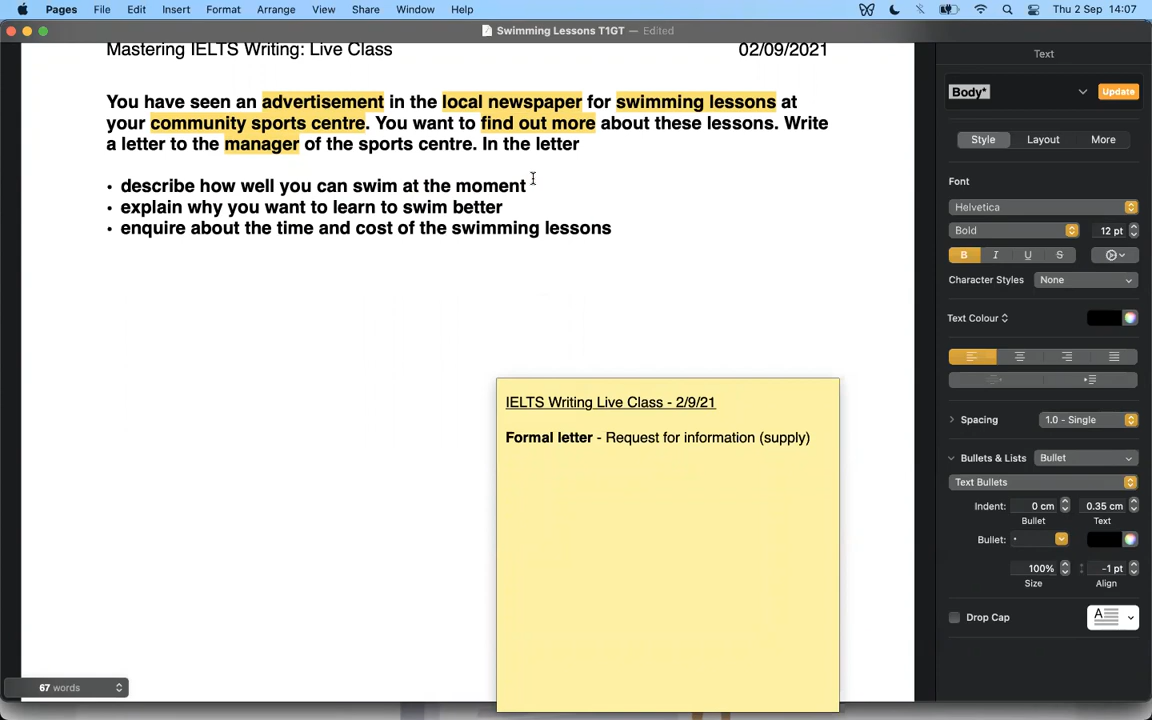 Pages File Edit Insert Format Arrange View Share Window Help Thu 2 Sep 14:07
Swimming Lessons T1GT — Edited
Mastering IELTS Writing: Live Class 02/09/2021
You have seen an advertisement in the local newspaper for swimming lessons at
your community sports centre. You want to find out more about these lessons. Write
a letter to the manager of the sports centre. In the letter
• describe how well you can swim at the moment
• explain why you want to learn to swim better
• enquire about the time and cost of the swimming lessons
IELTS Writing Live Class - 2/9/21
Formal letter - Request for information (supply)
67 words
Text
Body* Update
Style Layout More
Font
Helvetica
Bold 12 pt
B I U S
Character Styles None
Text Colour
Spacing 1.0 - Single
Bullets & Lists Bullet
Text Bullets
Indent: 0 cm 0.35 cm
Bullet Text
Bullet: •
100% -1 pt
Size Align
Drop Cap A